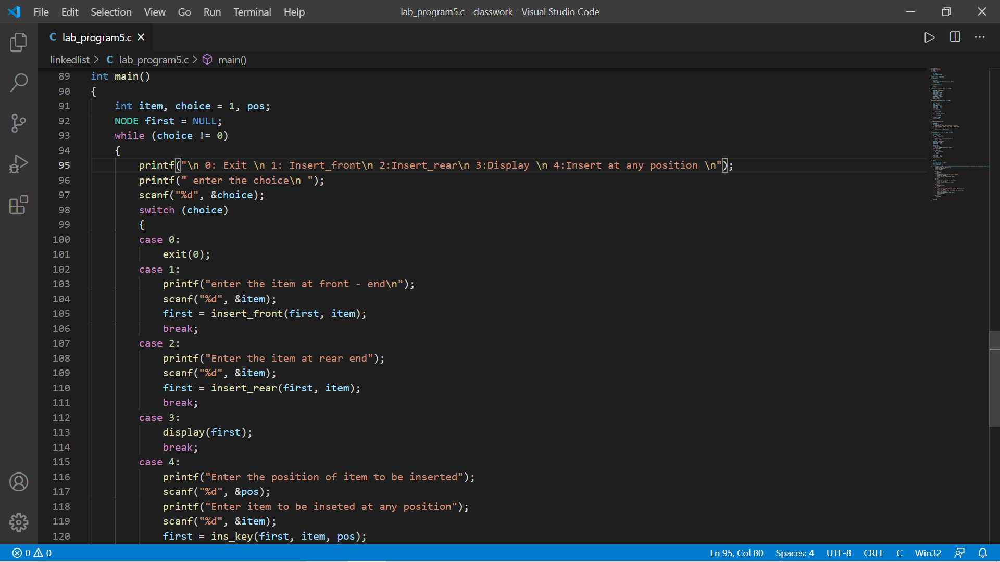 File Edit Selection View Go Run Terminal Help lab_program5.c - classwork - Visual Studio Code
C lab_program5.c
linkedlist > C lab_program5.c > main()
89 int main()
90 {
91 int item, choice = 1, pos;
92 NODE first = NULL;
93 while (choice != 0)
94 {
95 printf("\n 0: Exit \n 1: Insert_front\n 2:Insert_rear\n 3:Display \n 4:Insert at any position \n");
96 printf(" enter the choice\n ");
97 scanf("%d", &choice);
98 switch (choice)
99 {
100 case 0:
101 exit(0);
102 case 1:
103 printf("enter the item at front - end\n");
104 scanf("%d", &item);
105 first = insert_front(first, item);
106 break;
107 case 2:
108 printf("Enter the item at rear end");
109 scanf("%d", &item);
110 first = insert_rear(first, item);
111 break;
112 case 3:
113 display(first);
114 break;
115 case 4:
116 printf("Enter the position of item to be inserted");
117 scanf("%d", &pos);
118 printf("Enter item to be inseted at any position");
119 scanf("%d", &item);
120 first = ins_key(first, item, pos);
0 0 Ln 95, Col 80 Spaces: 4 UTF-8 CRLF C Win32